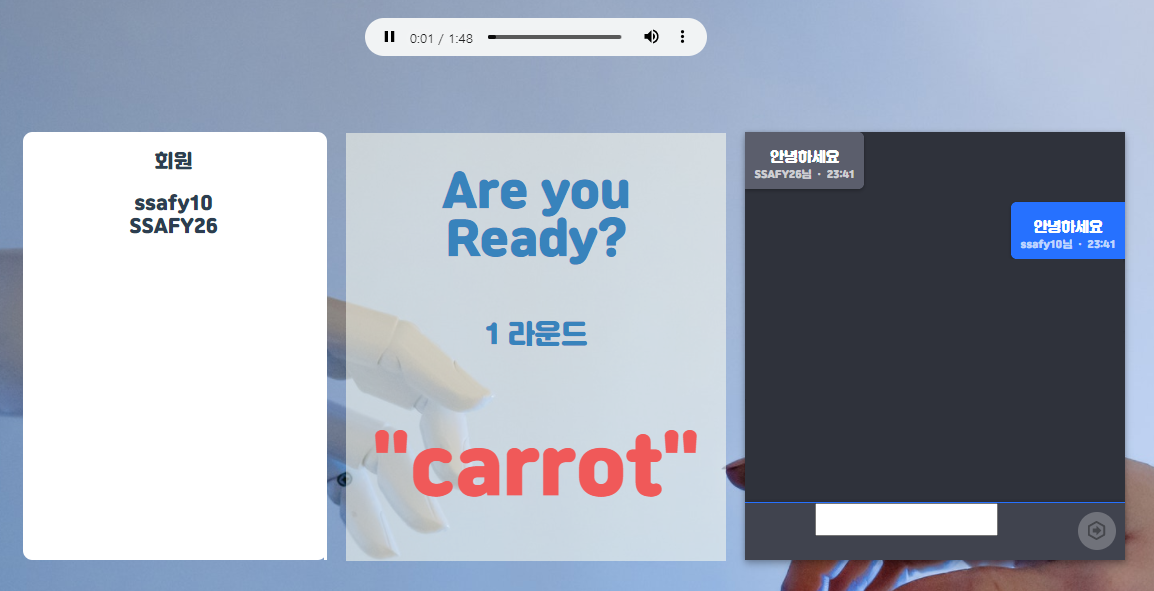 0:01 / 1:48
회원
ssafy10
SSAFY26
Are you
Ready?
1 라운드
"carrot"
안녕하세요
SSAFY26님 · 23:41
안녕하세요
ssafy10님 · 23:41